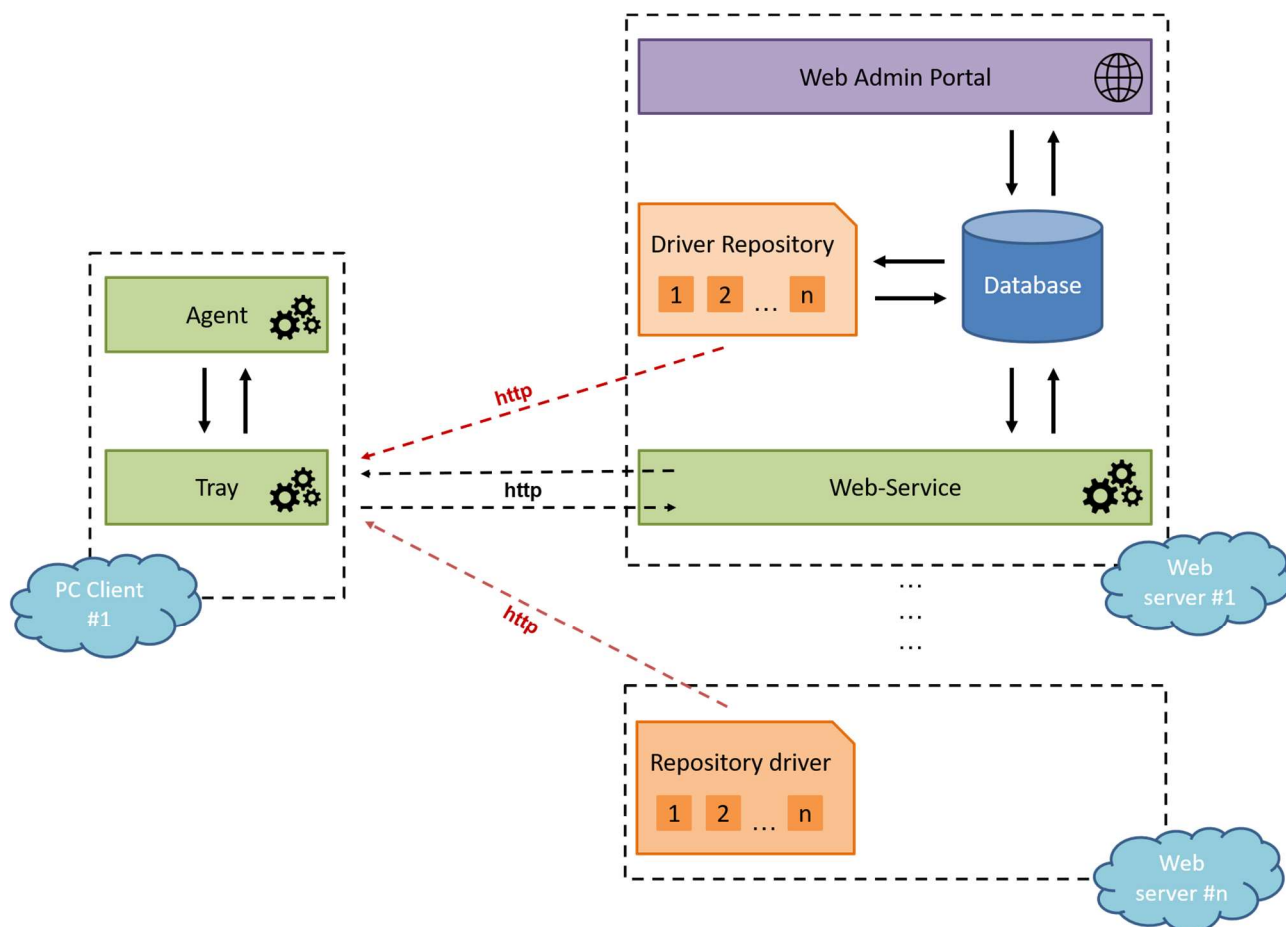 Web Admin Portal
Driver Repository
1 2 ... n
Database
Agent
Tray
http
http
Web-Service
PC Client
#1
Web
server #1
...
...
...
http
Repository driver
1 2 ... n
Web
server #n